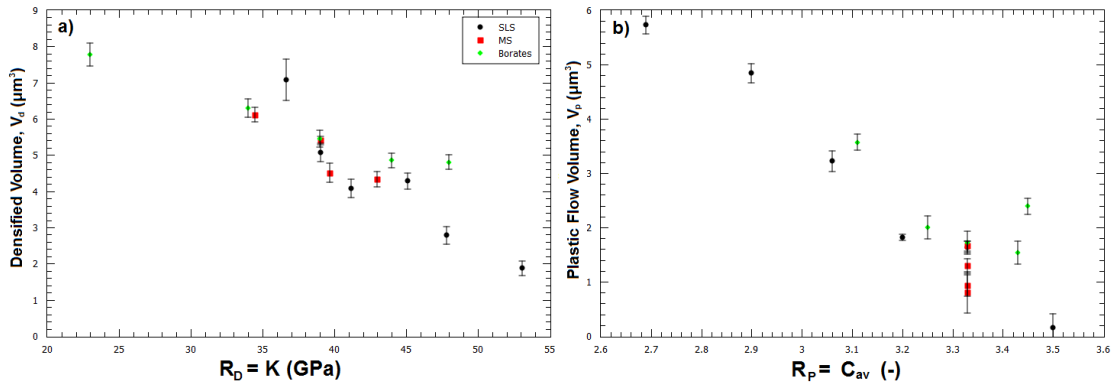 a)
SLS
MS
Borates
Densified Volume, V_d (μm³)
9
8
7
6
5
4
3
2
1
0
20 25 30 35 40 45 50 55
R_D = K (GPa)
b)
Plastic Flow Volume, V_p (μm³)
6
5
4
3
2
1
0
2.6 2.7 2.8 2.9 3 3.1 3.2 3.3 3.4 3.5 3.6
R_P = C_av (-)